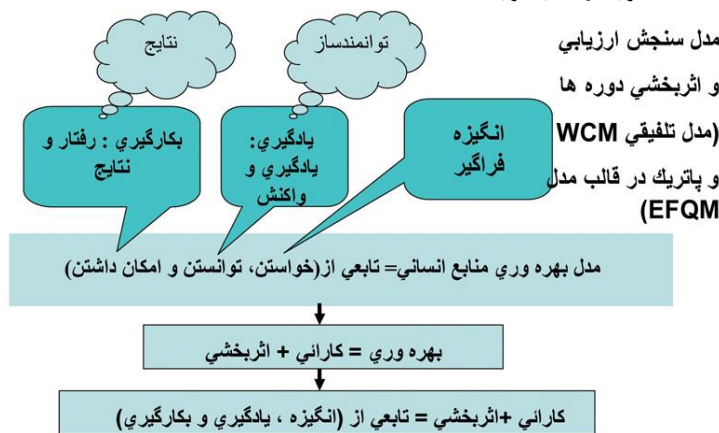 مدل سنجش ارزيابي
و اثربخشي دوره ها
(مدل تلفيقي WCM
و پاتريك در قالب مدل
EFQM)
توانمندساز
نتايج
انگيزه
فراگير
يادگيري:
يادگيري و
واكنش
بكارگيري : رفتار و
نتايج
مدل بهره وري منابع انساني= تابعي از(خواستن، توانستن و امكان داشتن)
بهره وري = كارائي + اثربخشي
كارائي +اثربخشي = تابعي از (انگيزه ، يادگيري و بكارگيري)